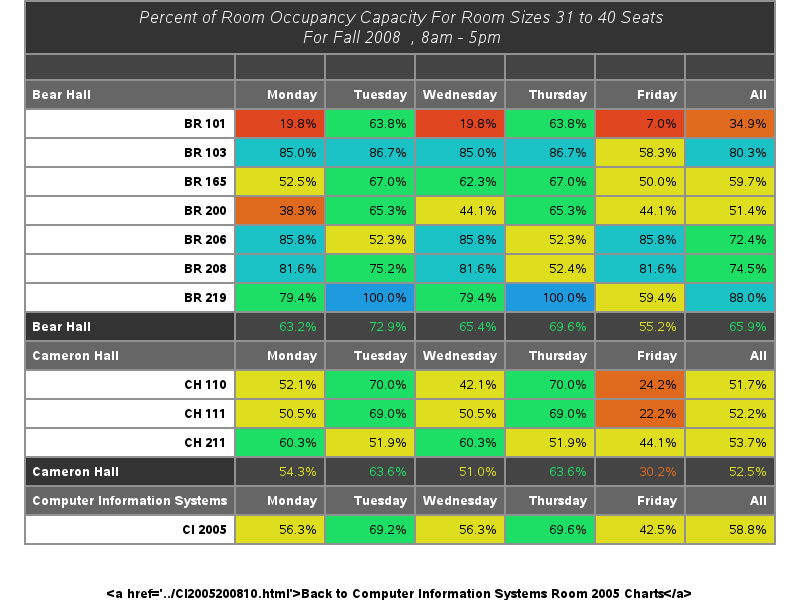 Percent of Room Occupancy Capacity For Room Sizes 31 to 40 Seats
For Fall 2008  , 8am - 5pm
Bear Hall Monday Tuesday Wednesday Thursday Friday All
BR 101 19.8% 63.8% 19.8% 63.8% 7.0% 34.9%
BR 103 85.0% 86.7% 85.0% 86.7% 58.3% 80.3%
BR 165 52.5% 67.0% 62.3% 67.0% 50.0% 59.7%
BR 200 38.3% 65.3% 44.1% 65.3% 44.1% 51.4%
BR 206 85.8% 52.3% 85.8% 52.3% 85.8% 72.4%
BR 208 81.6% 75.2% 81.6% 52.4% 81.6% 74.5%
BR 219 79.4% 100.0% 79.4% 100.0% 59.4% 88.0%
Bear Hall 63.2% 72.9% 65.4% 69.6% 55.2% 65.9%
Cameron Hall Monday Tuesday Wednesday Thursday Friday All
CH 110 52.1% 70.0% 42.1% 70.0% 24.2% 51.7%
CH 111 50.5% 69.0% 50.5% 69.0% 22.2% 52.2%
CH 211 60.3% 51.9% 60.3% 51.9% 44.1% 53.7%
Cameron Hall 54.3% 63.6% 51.0% 63.6% 30.2% 52.5%
Computer Information Systems Monday Tuesday Wednesday Thursday Friday All
CI 2005 56.3% 69.2% 56.3% 69.6% 42.5% 58.8%
<a href='../CI2005200810.html'>Back to Computer Information Systems Room 2005 Charts</a>